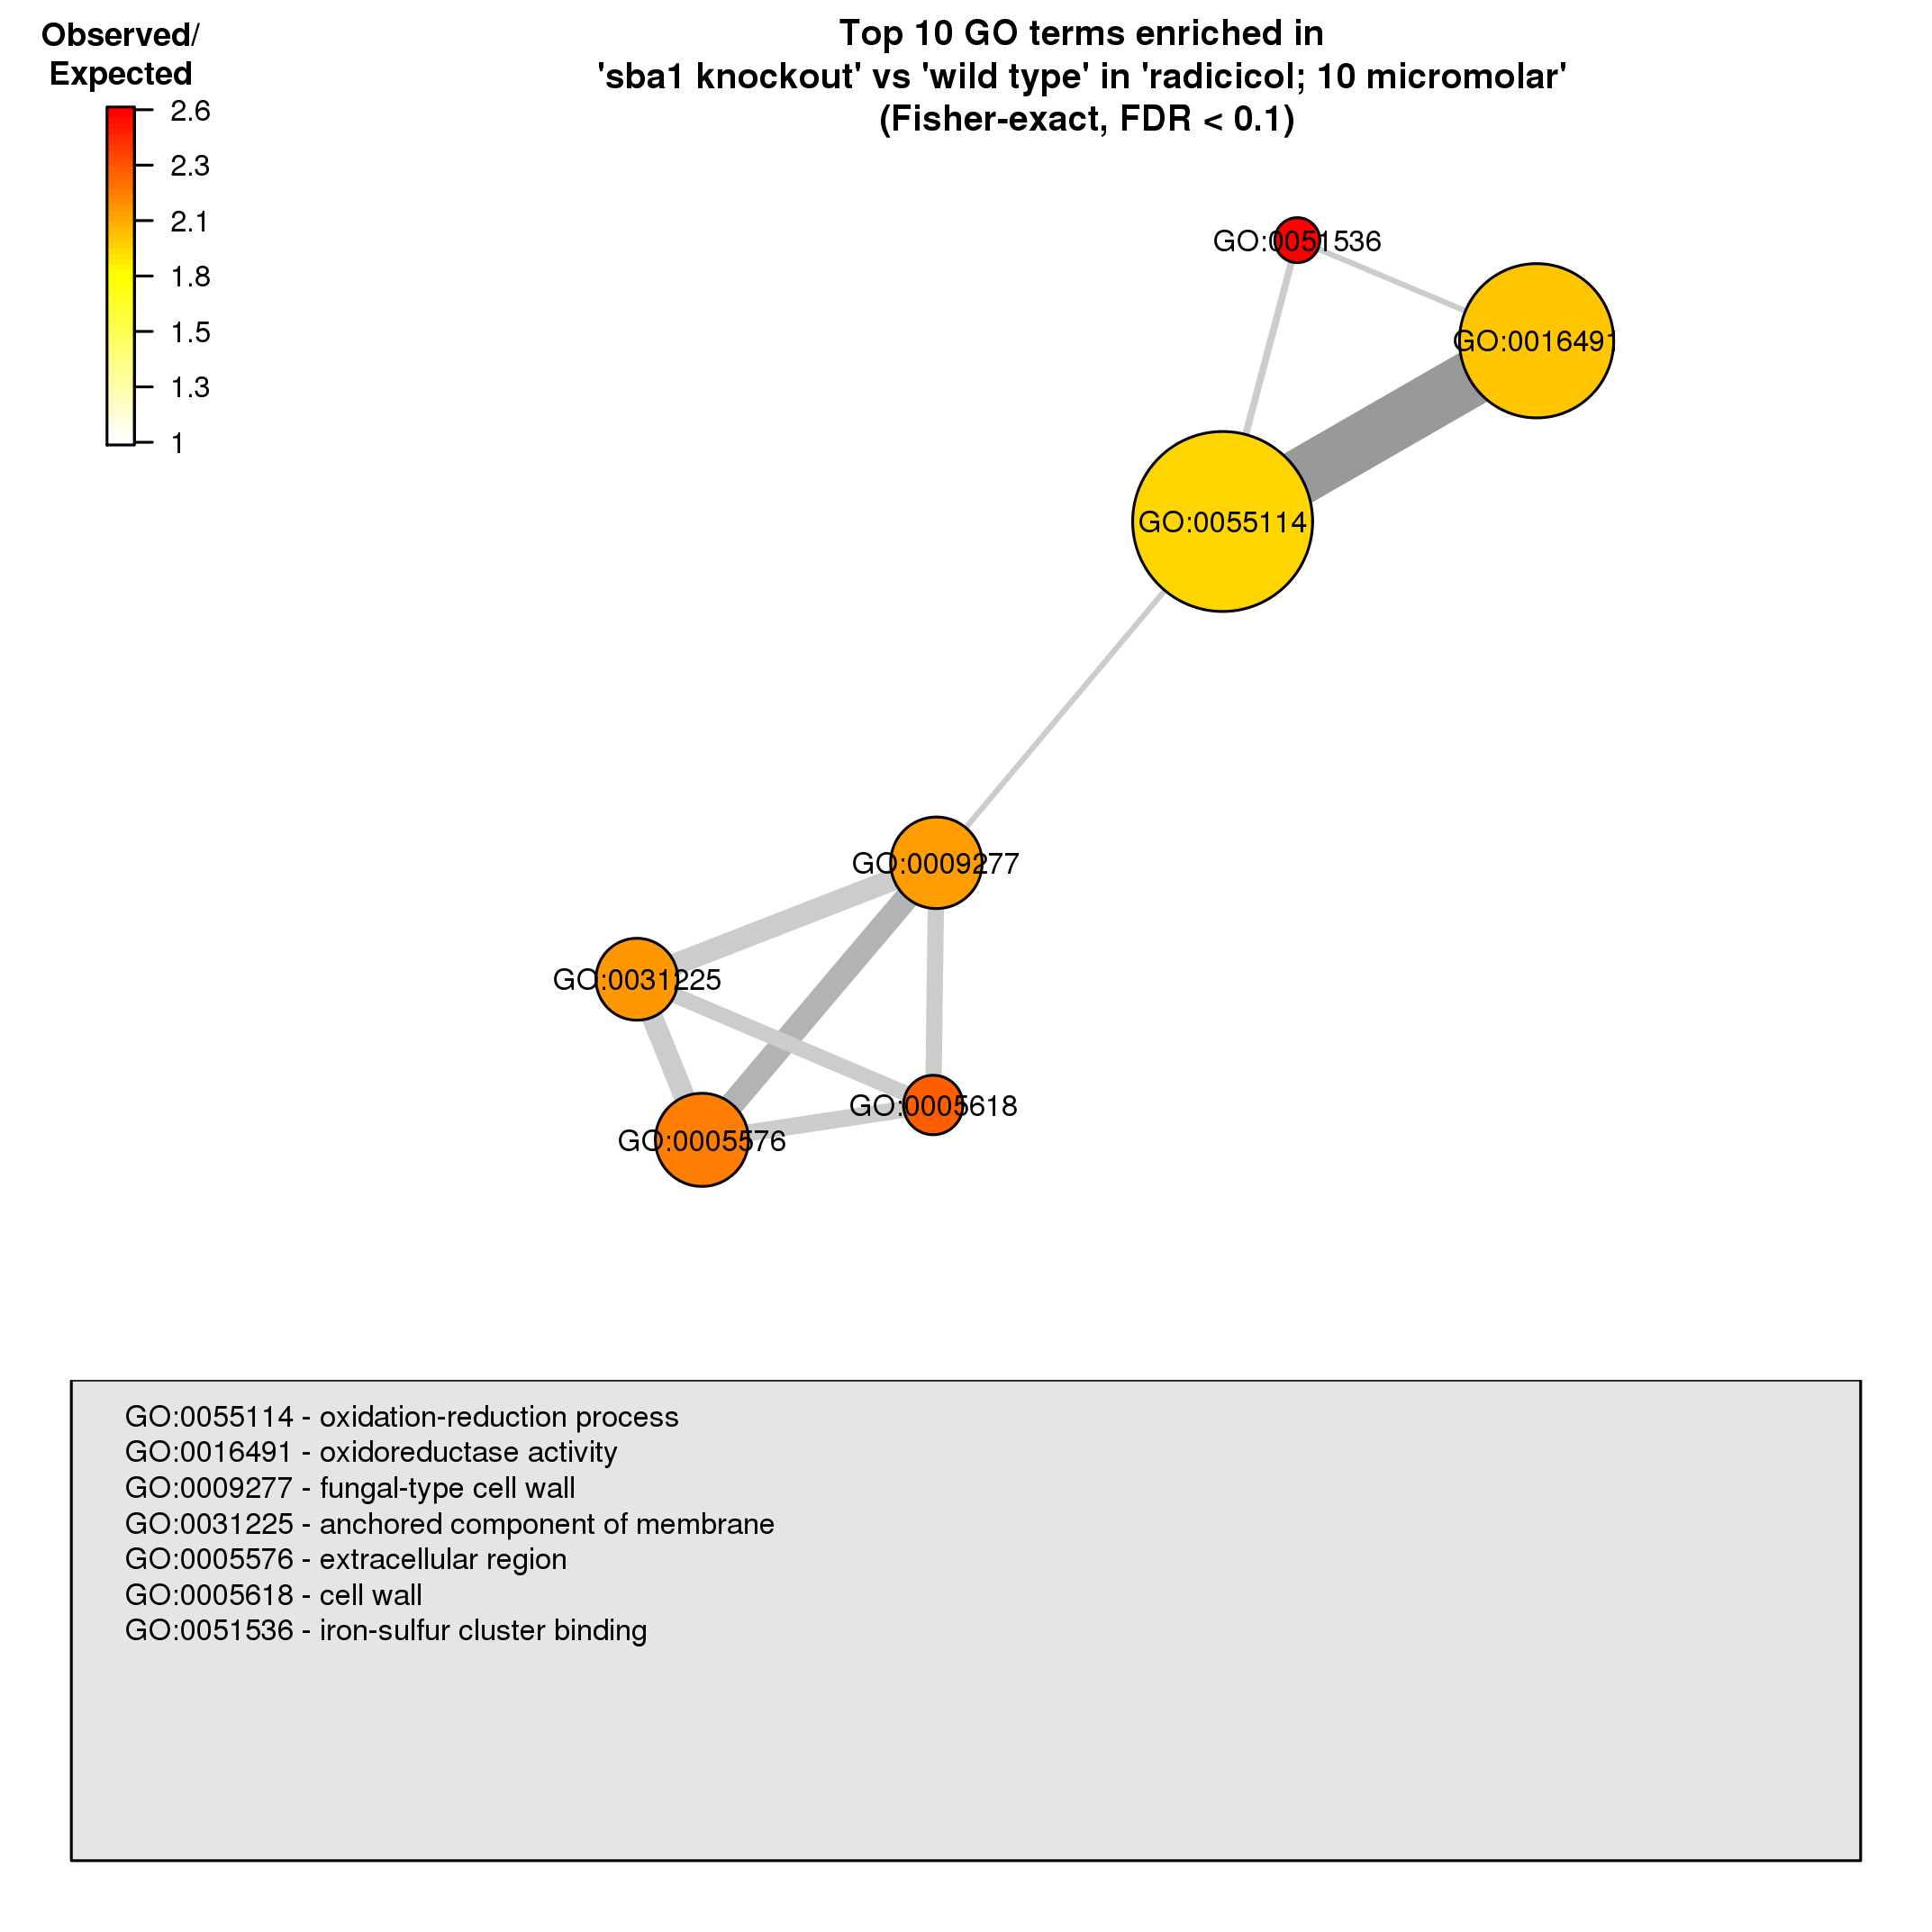 Observed/
Expected
2.6
2.3
2.1
1.8
1.5
1.3
1
Top 10 GO terms enriched in
'sba1 knockout' vs 'wild type' in 'radicicol; 10 micromolar'
(Fisher-exact, FDR < 0.1)
GO:0051536
GO:0016491
GO:0055114
GO:0009277
GO:0031225
GO:0005618
GO:0005576
GO:0055114 - oxidation-reduction process
GO:0016491 - oxidoreductase activity
GO:0009277 - fungal-type cell wall
GO:0031225 - anchored component of membrane
GO:0005576 - extracellular region
GO:0005618 - cell wall
GO:0051536 - iron-sulfur cluster binding